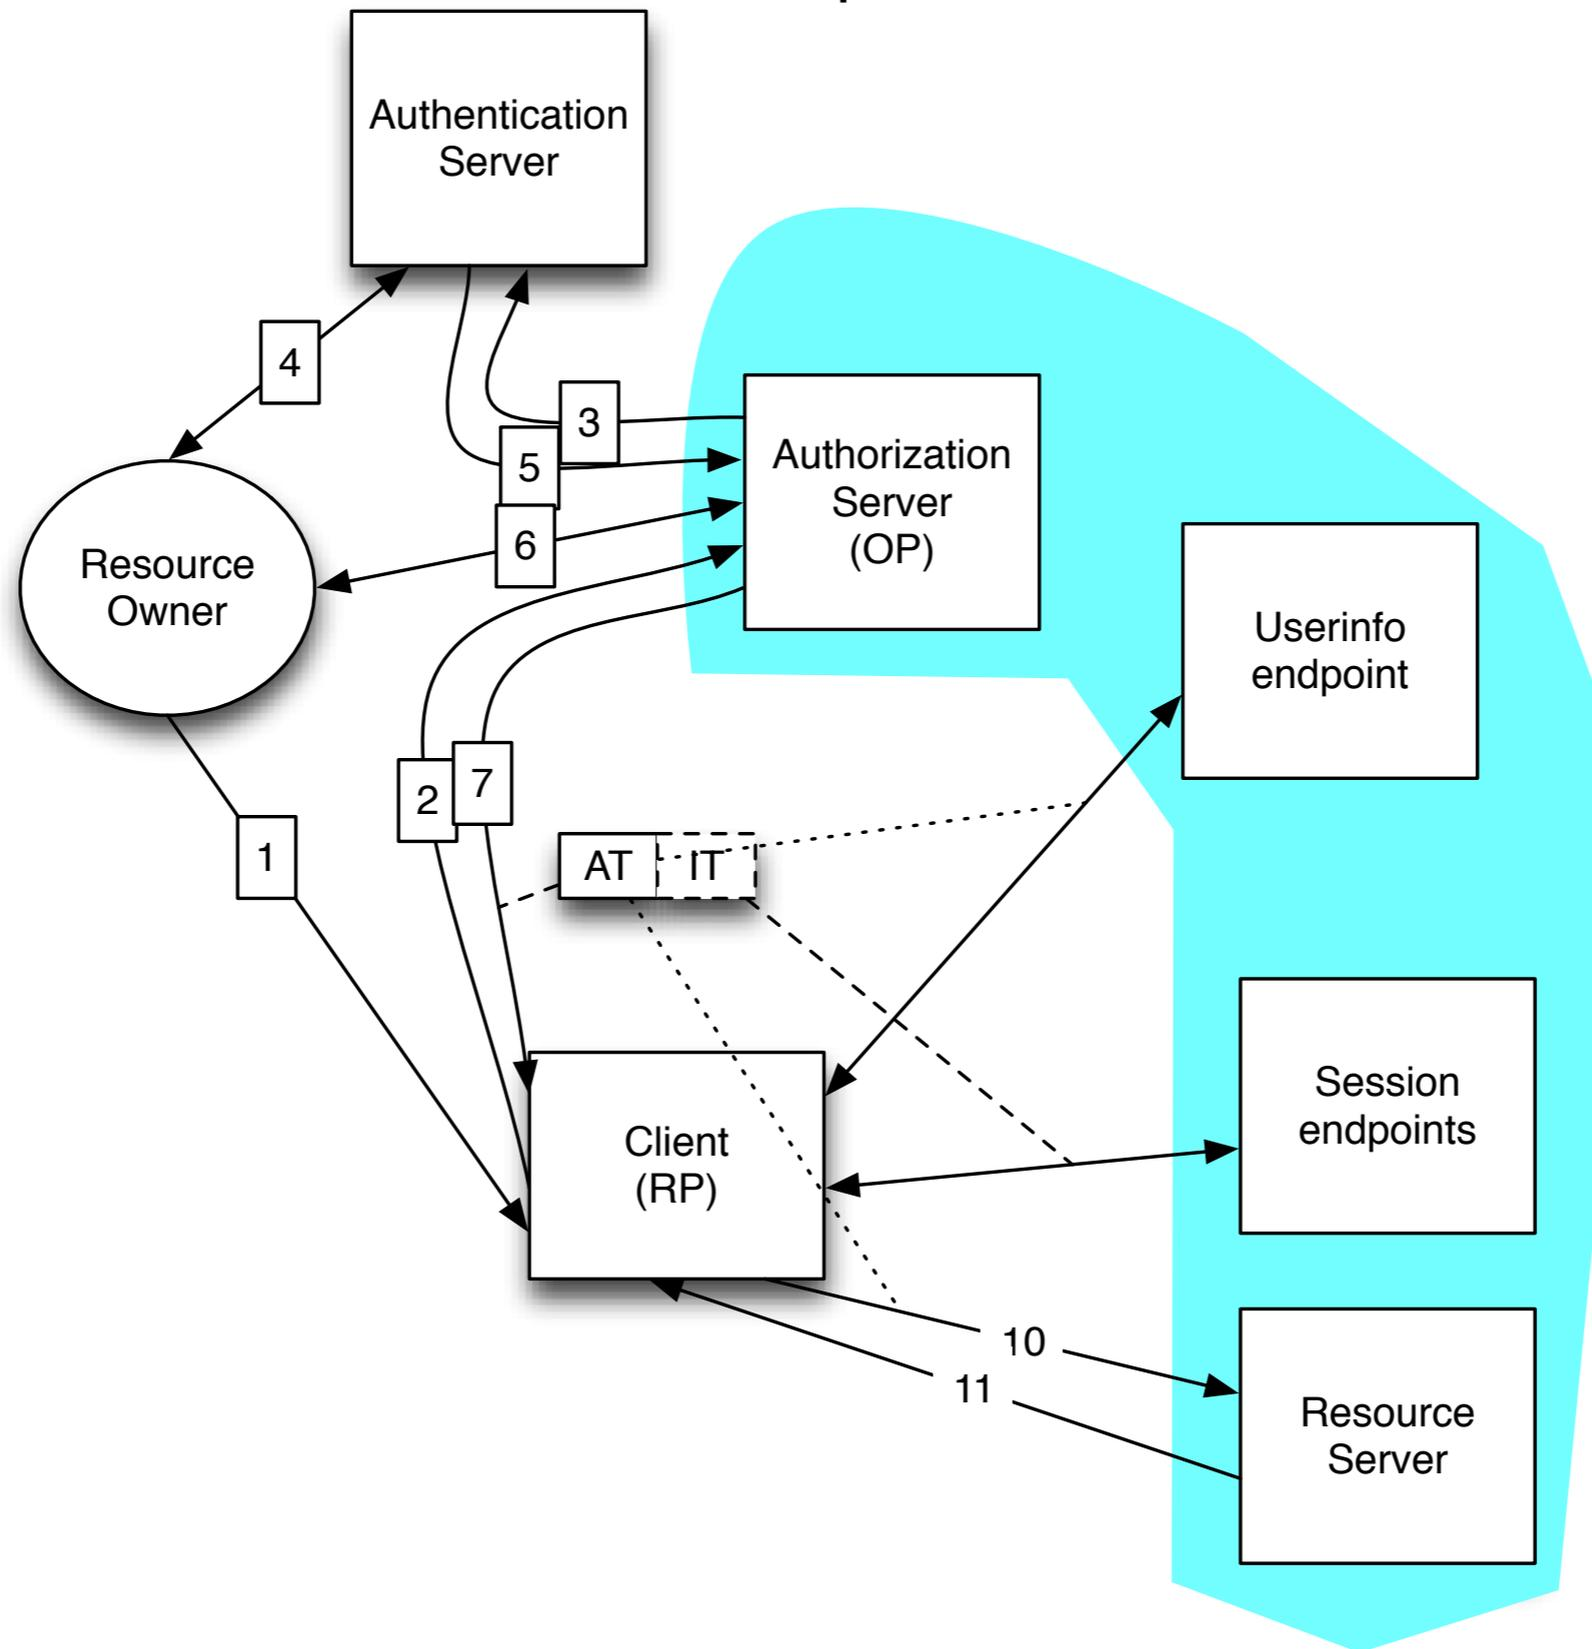 Authentication
Server
4
3
5
Authorization
Server
(OP)
6
Resource
Owner
Userinfo
endpoint
2
7
1
AT
IT
Session
endpoints
Client
(RP)
10
11
Resource
Server